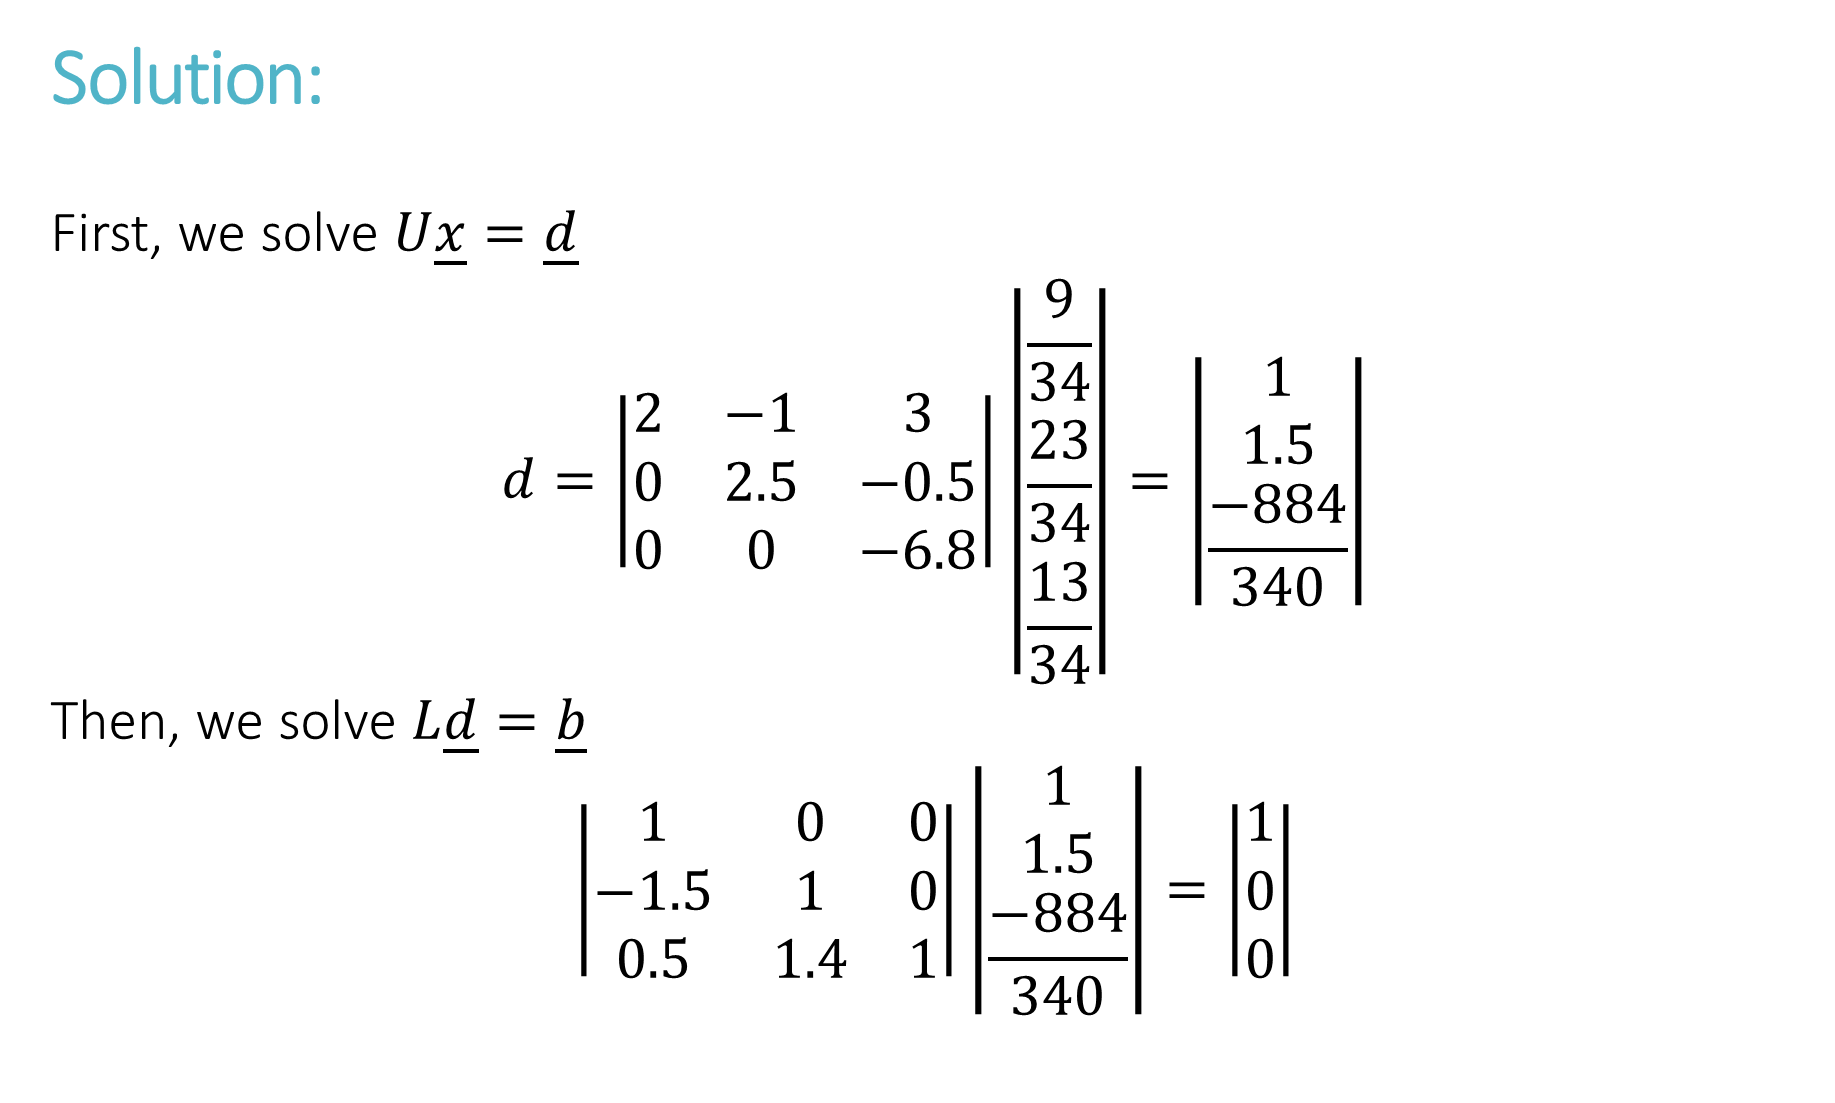 Solution:
First, we solve Ux = d
d = |2 −1 3; 0 2.5 −0.5; 0 0 −6.8| |9/34; 23/34; 13/34| = |1; 1.5; −884/340|
Then, we solve Ld = b
|1 0 0; −1.5 1 0; 0.5 1.4 1| |1; 1.5; −884/340| = |1; 0; 0|